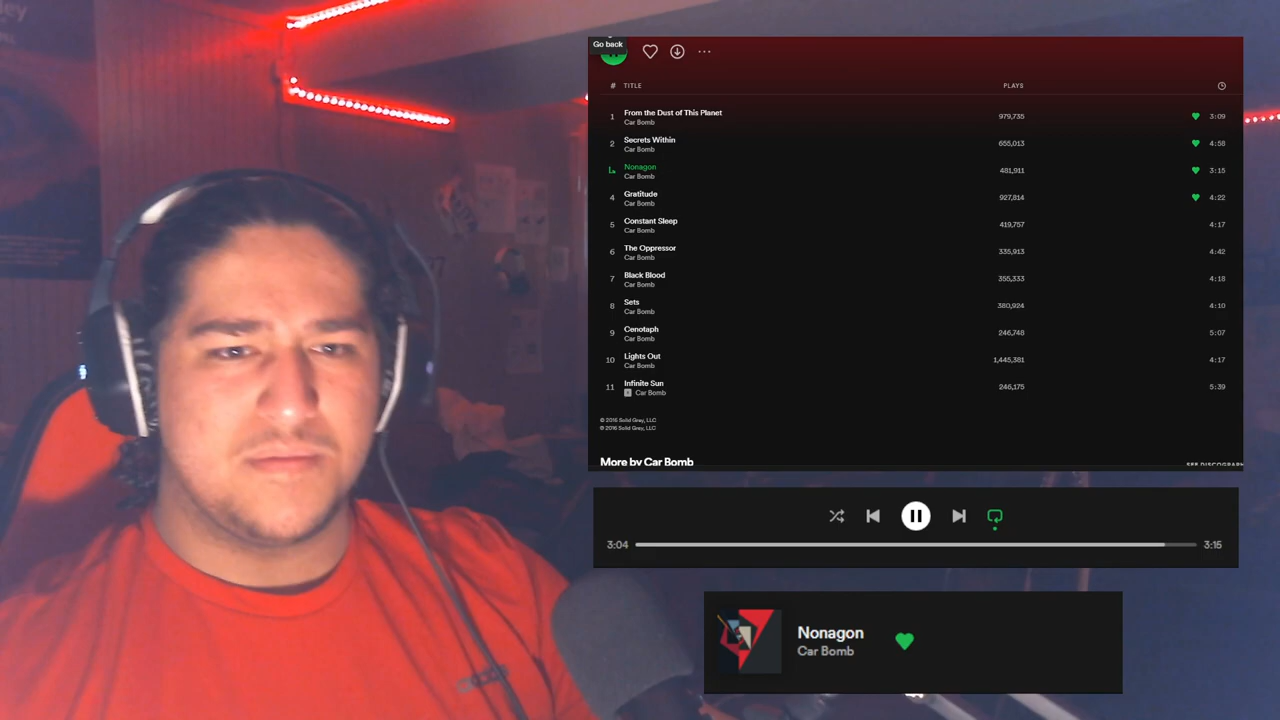 Go back
# TITLE PLAYS
1 From the Dust of This Planet 979,735 3:09
Car Bomb
2 Secrets Within 655,013 4:58
Car Bomb
Nonagon 481,911 3:15
Car Bomb
4 Gratitude 927,814 4:22
Car Bomb
5 Constant Sleep 419,757 4:17
Car Bomb
6 The Oppressor 335,913 4:42
Car Bomb
7 Black Blood 355,333 4:18
Car Bomb
8 Sets 380,924 4:10
Car Bomb
9 Cenotaph 246,748 5:07
Car Bomb
10 Lights Out 1,445,381 4:17
Car Bomb
11 Infinite Sun 246,175 5:39
E Car Bomb
© 2016 Solid Grey, LLC
℗ 2016 Solid Grey, LLC
More by Car Bomb
3:04 3:15
Nonagon
Car Bomb